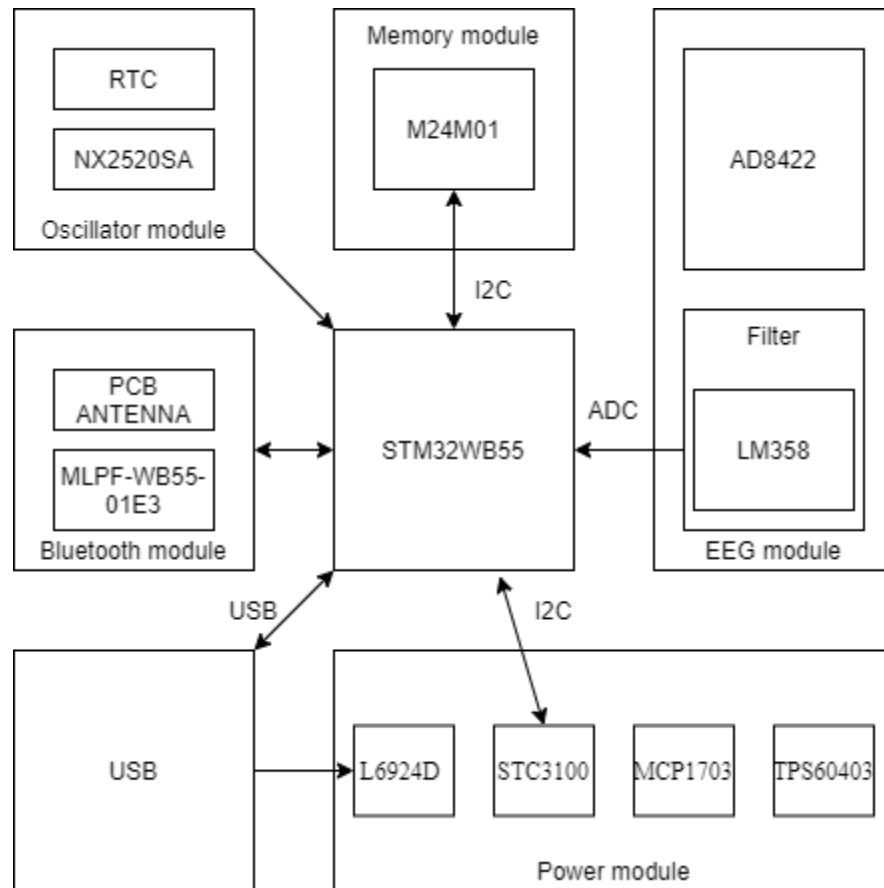 RTC
NX2520SA
Oscillator module
Memory module
M24M01
I2C
AD8422
Filter
LM358
EEG module
PCB
ANTENNA
MLPF-WB55-
01E3
Bluetooth module
STM32WB55
ADC
USB
I2C
USB
L6924D
STC3100
MCP1703
TPS60403
Power module